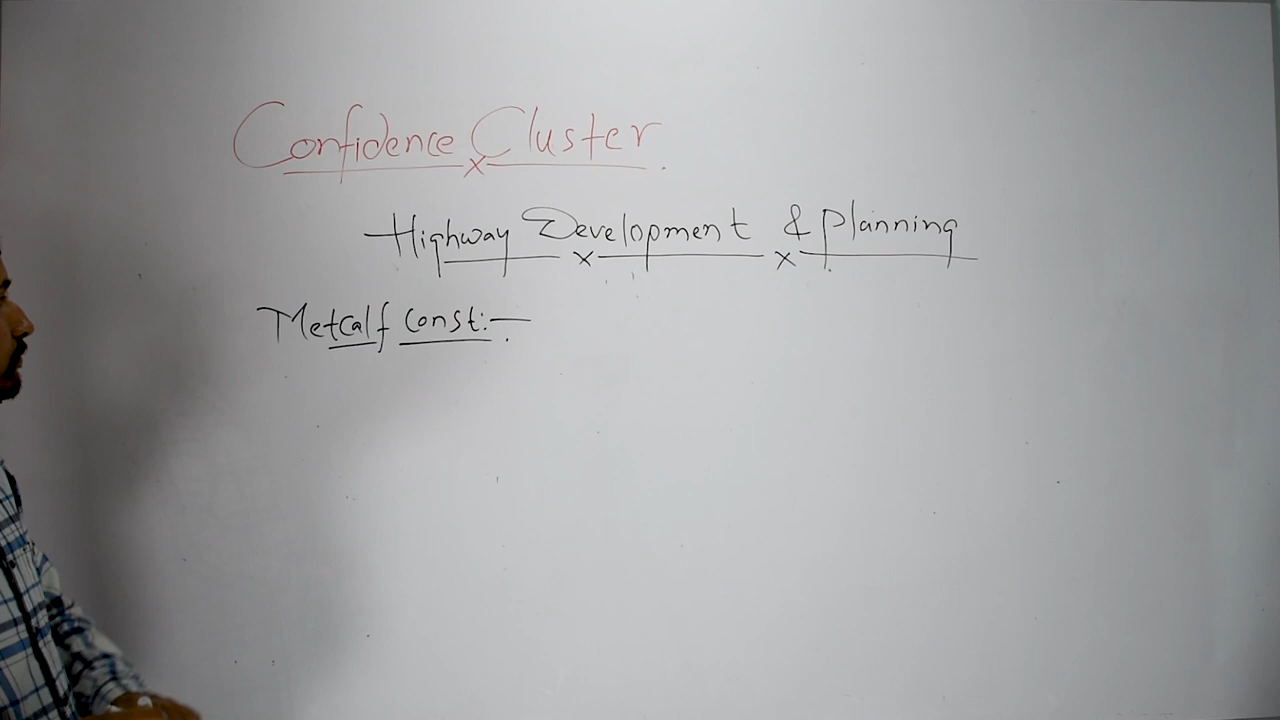 Confidence Cluster.
Highway Development & Planning
Metcalf Const:—